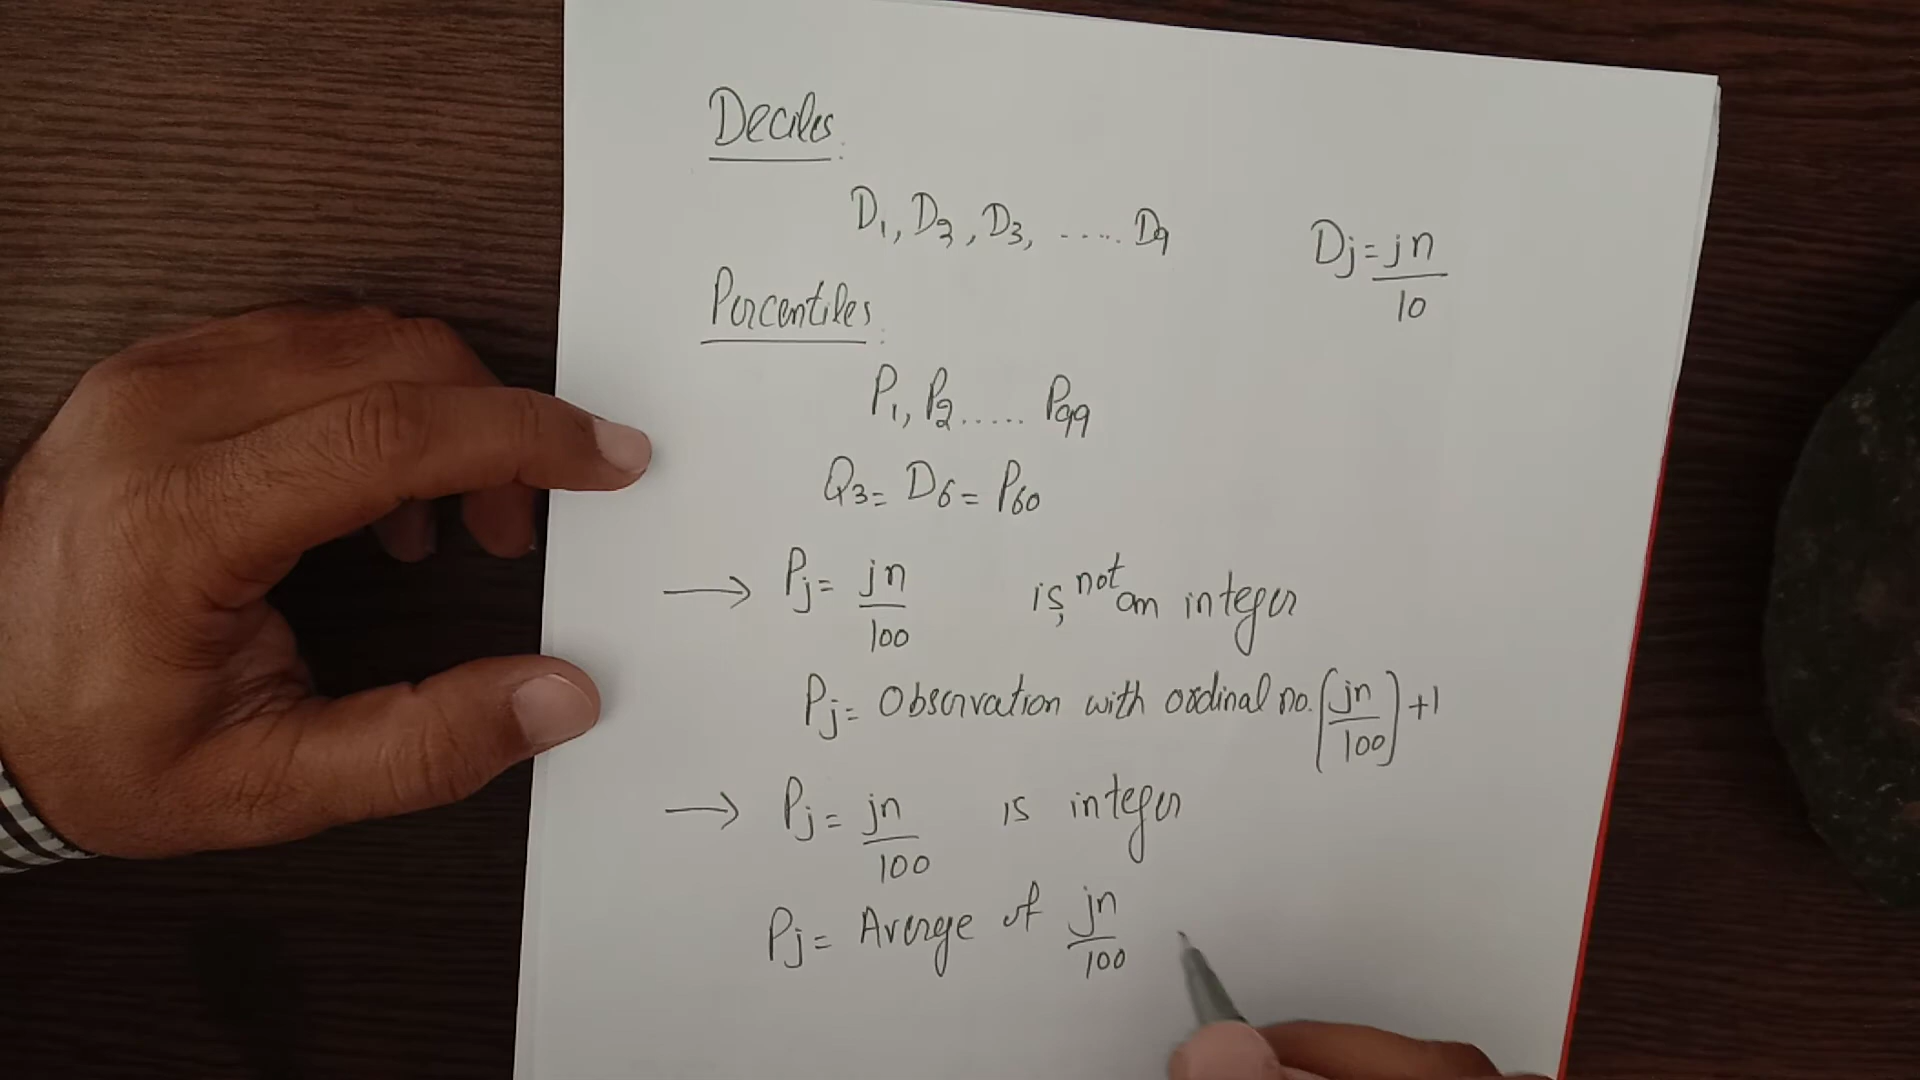 Deciles:
D1, D2, D3, ..... D9
Dj = jn/10
Percentiles:
P1, P2 ..... P99
Q3 = D6 = P60
→ Pj = jn/100 is, not an integer
Pj = Observation with ordinal no. [jn/100] + 1
→ Pj = jn/100 is integer
Pj = Average of jn/100